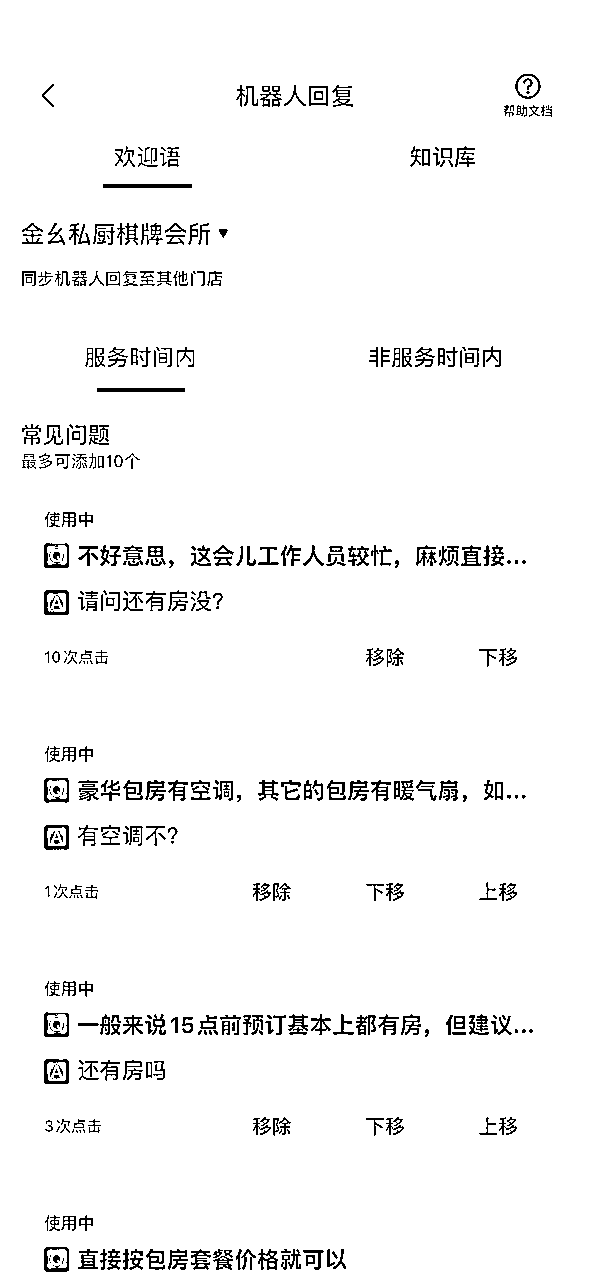 机器人回复
帮助文档
欢迎语 知识库
金幺私厨棋牌会所
同步机器人回复至其他门店
服务时间内 非服务时间内
常见问题
最多可添加10个
使用中
不好意思，这会儿工作人员较忙，麻烦直接...
请问还有房没?
10次点击 移除 下移
使用中
豪华包房有空调，其它的包房有暖气扇，如...
有空调不?
1次点击 移除 下移 上移
使用中
一般来说15点前预订基本上都有房，但建议...
还有房吗
3次点击 移除 下移 上移
使用中
直接按包房套餐价格就可以